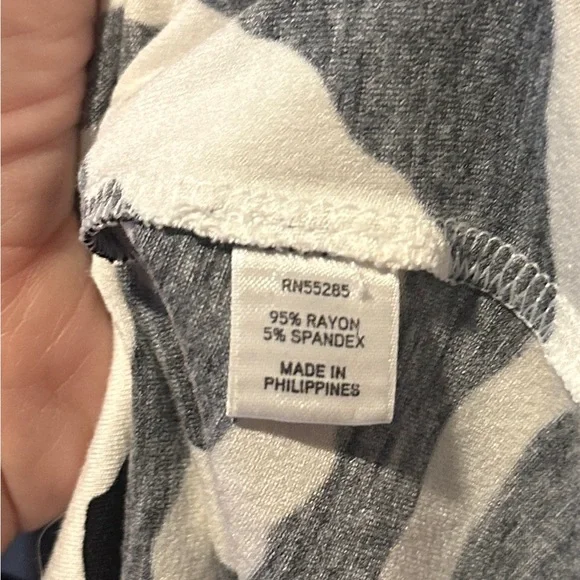 RN55285
95% RAYON
5% SPANDEX
MADE IN
PHILIPPINES